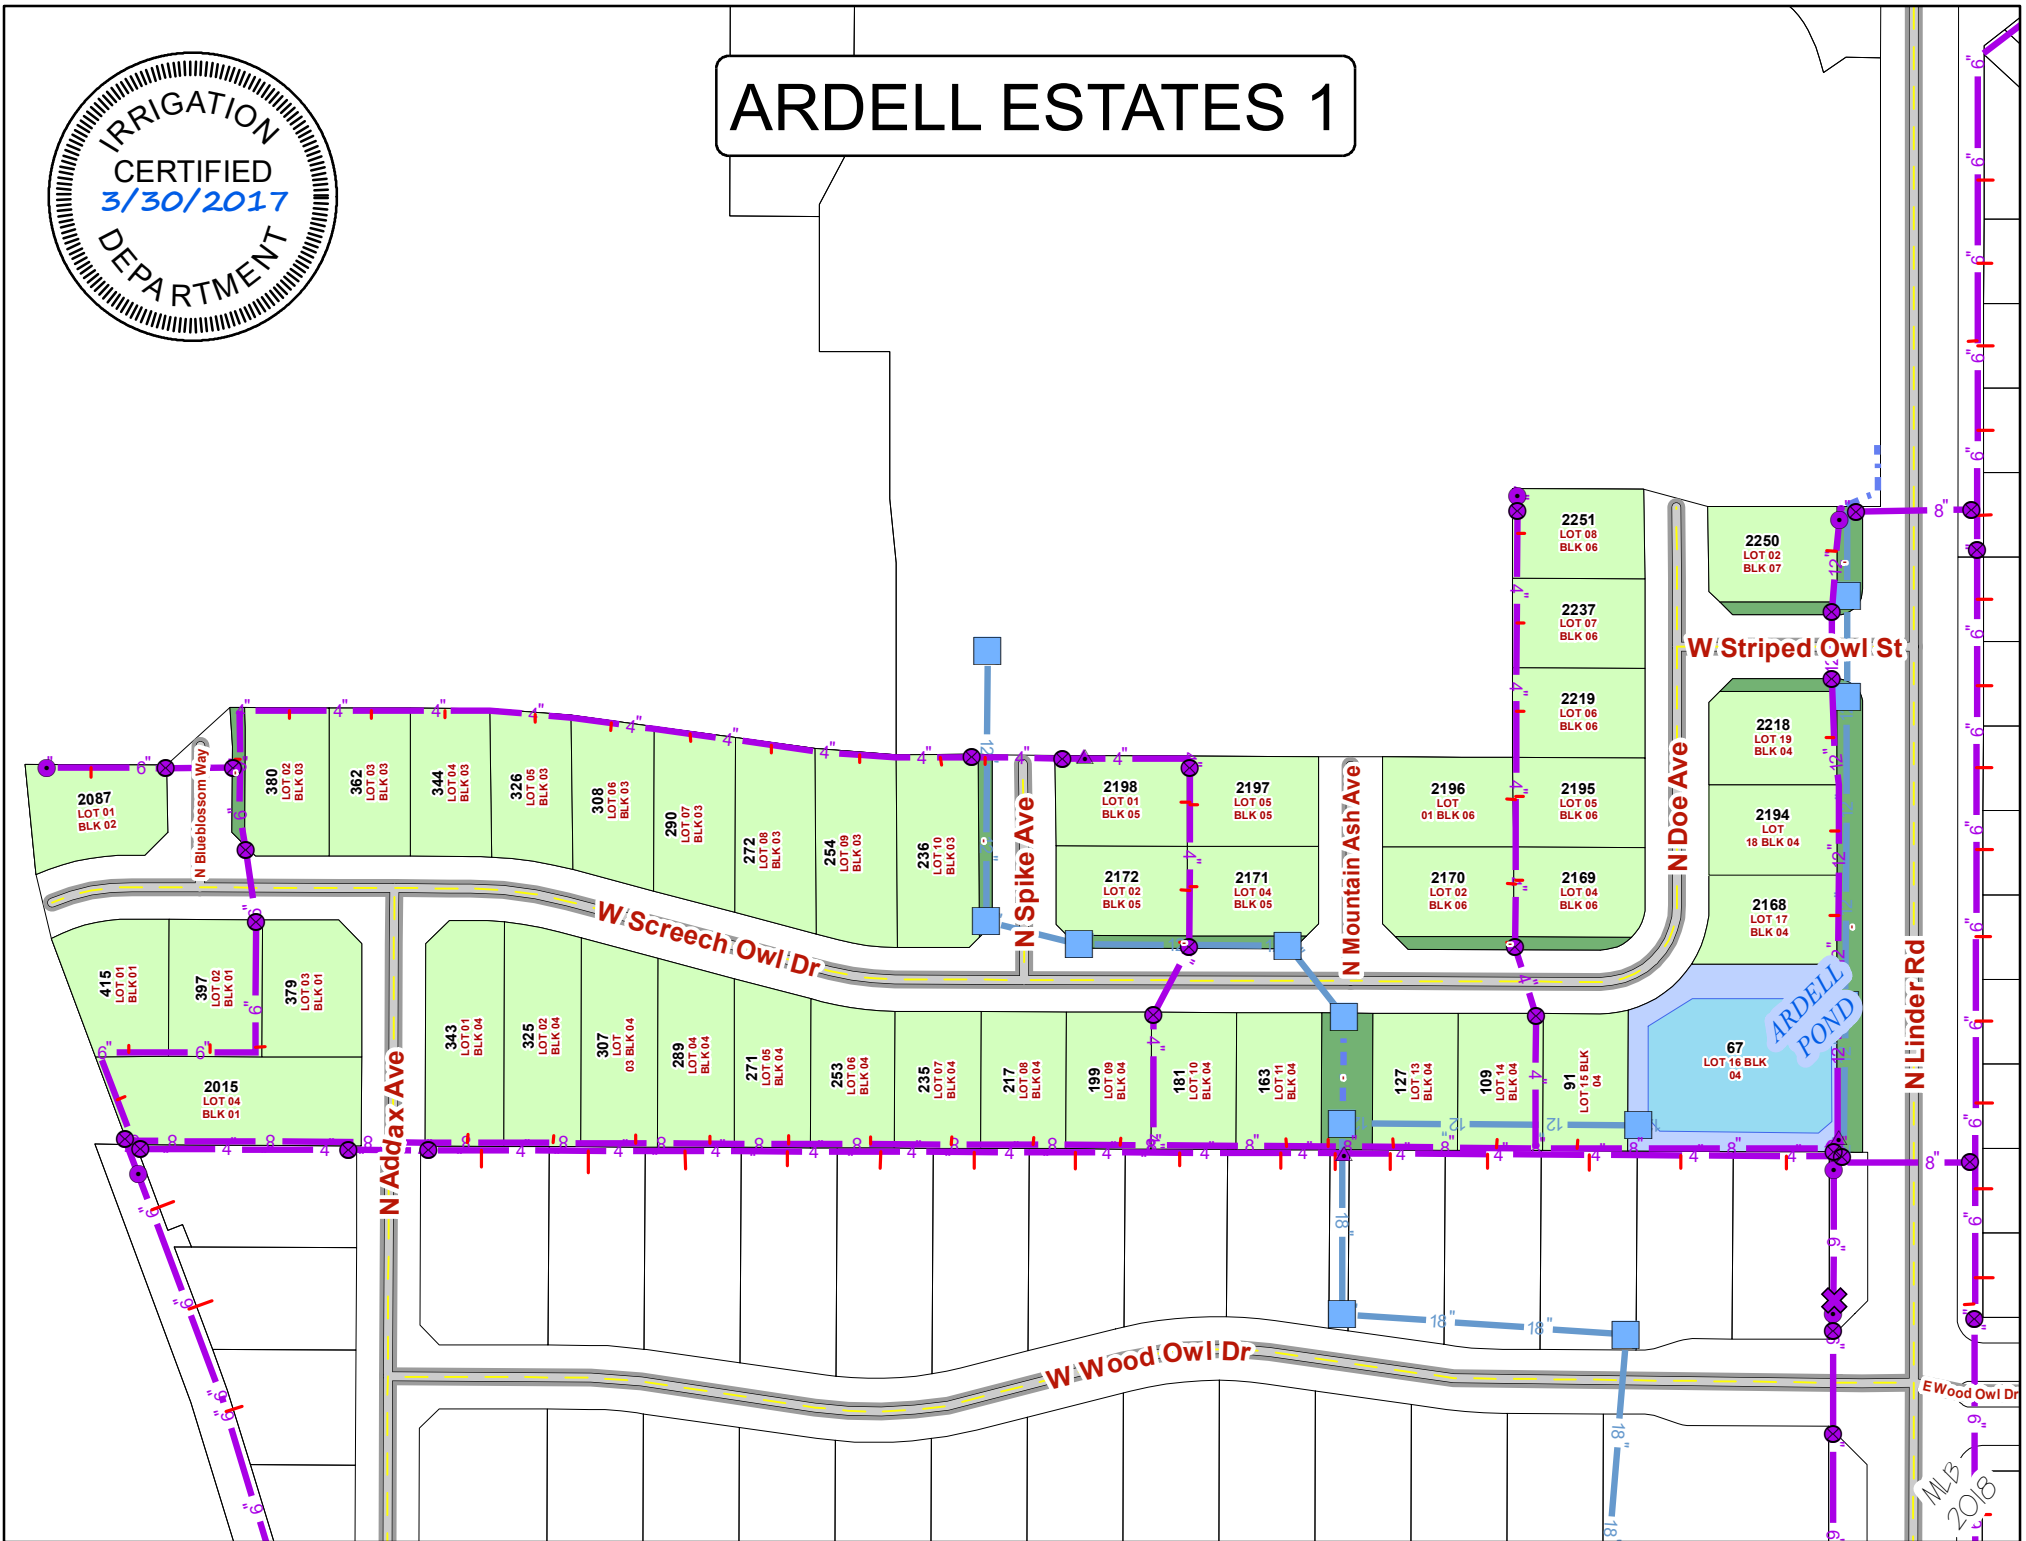 ARDELL ESTATES 1
IRRIGATION
CERTIFIED
3/30/2017
DEPARTMENT
2251
LOT 08
BLK 06
2250
LOT 02
BLK 07
8"
2237
LOT 07
BLK 06
W Striped Owl St
2219
LOT 06
BLK 06
2218
LOT 19
BLK 04
N Blueblossom Way
2087
LOT 01
BLK 02
380
LOT 02
BLK 03
362
LOT 03
BLK 03
344
LOT 04
BLK 03
326
LOT 05
BLK 03
308
LOT 06
BLK 03
290
LOT 07
BLK 03
272
LOT 08
BLK 03
254
LOT 09
BLK 03
236
LOT 10
BLK 03
N Spike Ave
2198
LOT 01
BLK 05
2197
LOT 05
BLK 05
N Mountain Ash Ave
2196
LOT
01 BLK 06
2195
LOT 05
BLK 06
N Doe Ave
2194
LOT
18 BLK 04
2172
LOT 02
BLK 05
2171
LOT 04
BLK 05
2170
LOT 02
BLK 06
2169
LOT 04
BLK 06
2168
LOT 17
BLK 04
W Screech Owl Dr
415
LOT 01
BLK 01
397
LOT 02
BLK 01
379
LOT 03
BLK 01
2015
LOT 04
BLK 01
N Addax Ave
343
LOT 01
BLK 04
325
LOT 02
BLK 04
307
LOT
03 BLK 04
289
LOT 04
BLK 04
271
LOT 05
BLK 04
253
LOT 06
BLK 04
235
LOT 07
BLK 04
217
LOT 08
BLK 04
199
LOT 09
BLK 04
181
LOT 10
BLK 04
163
LOT 11
BLK 04
127
LOT 13
BLK 04
109
LOT 14
BLK 04
91
LOT 15 BLK
04
67
LOT 16 BLK
04
ARDELL
POND
N Linder Rd
8"
18"
18"
18"
W Wood Owl Dr
E Wood Owl Dr
18"
18"
MLB
2018